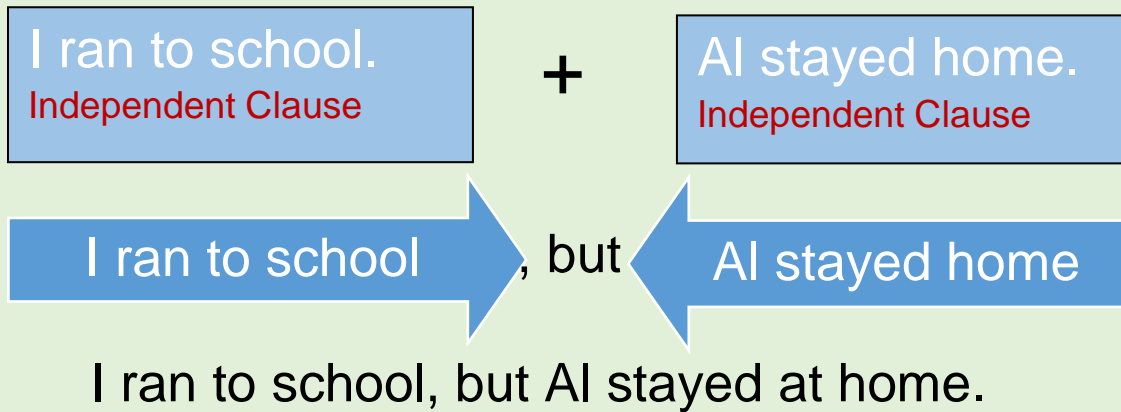 I ran to school.
Independent Clause
+
Al stayed home.
Independent Clause
I ran to school , but Al stayed home
I ran to school, but Al stayed at home.